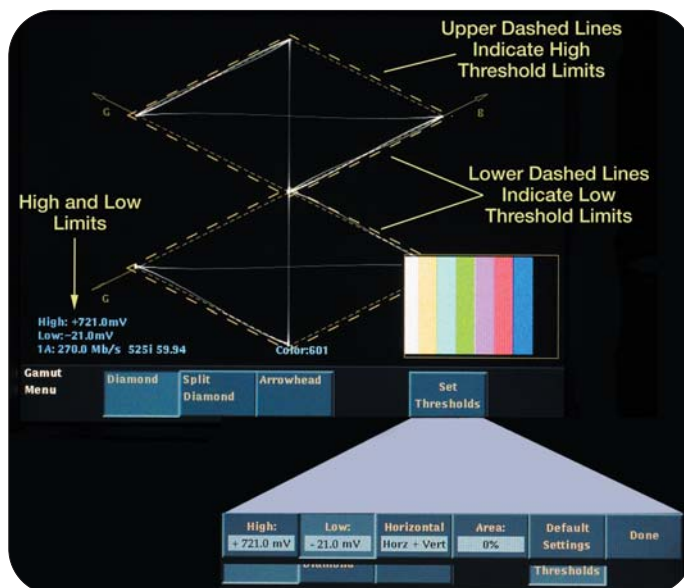 Upper Dashed Lines
Indicate High
Threshold Limits
G
B
High and Low
Limits
Lower Dashed Lines
Indicate Low
Threshold Limits
G
High: +721.0mV
Low:-21.0mV
1A: 270.0 Mb/s 525i 59.94
Color:601
Gamut
Menu
Diamond
Split
Diamond
Arrowhead
Set
Thresholds
High:
+ 721.0 mV
Low:
- 21.0 mV
Horizontal
Horz + Vert
Area:
0%
Default
Settings
Done
Thresholds